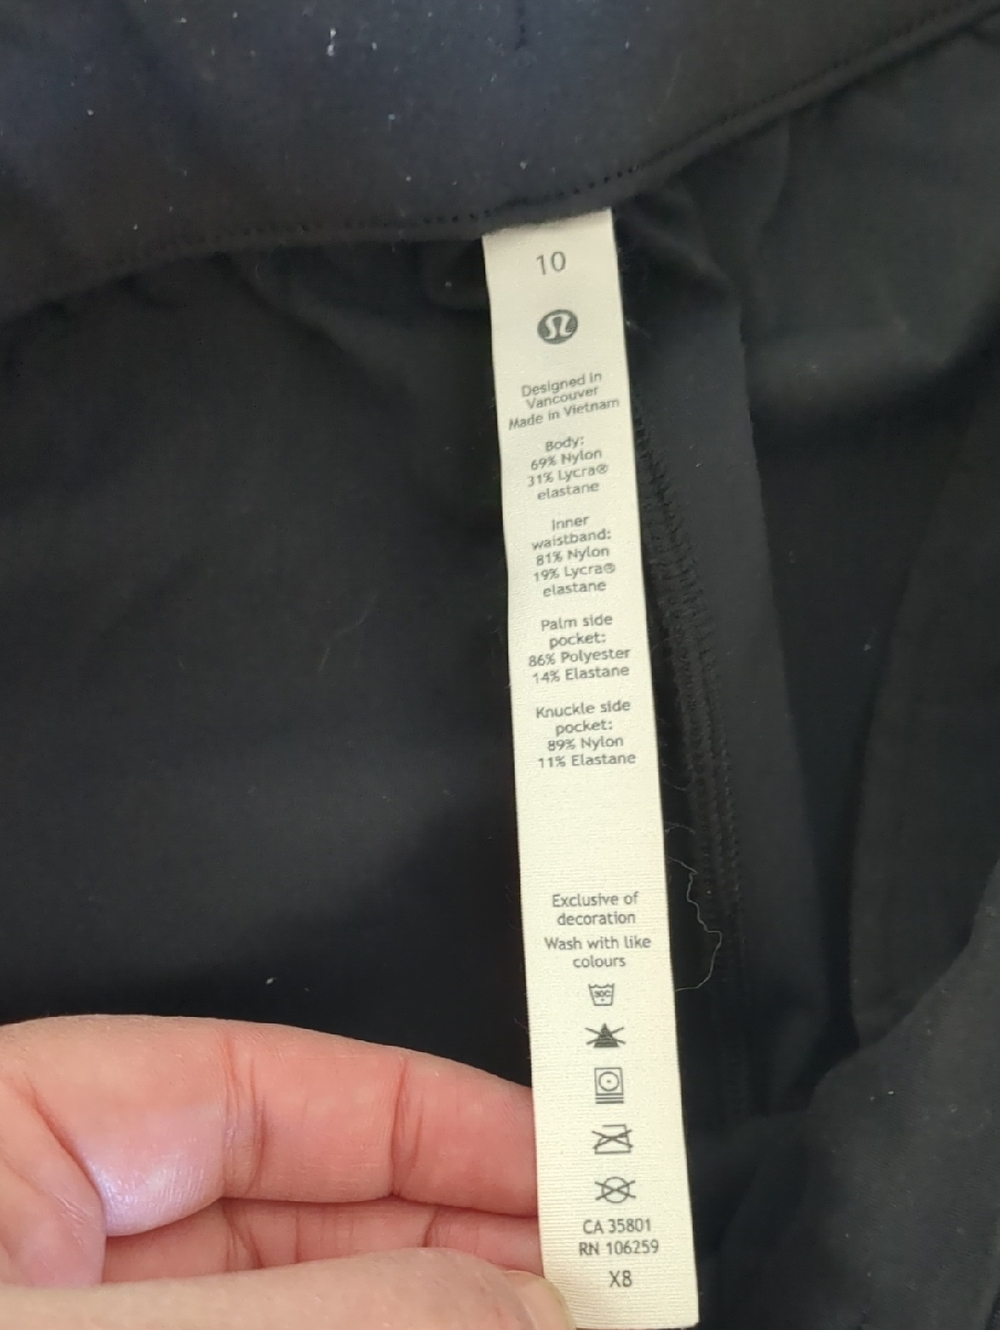 10
Designed in
Vancouver
Made in Vietnam
Body:
69% Nylon
31% Lycra®
elastane
Inner
waistband:
81% Nylon
19% Lycra®
elastane
Palm side
pocket:
86% Polyester
14% Elastane
Knuckle side
pocket:
89% Nylon
11% Elastane
Exclusive of
decoration
Wash with like
colours
30C
CA 35801
RN 106259
X8